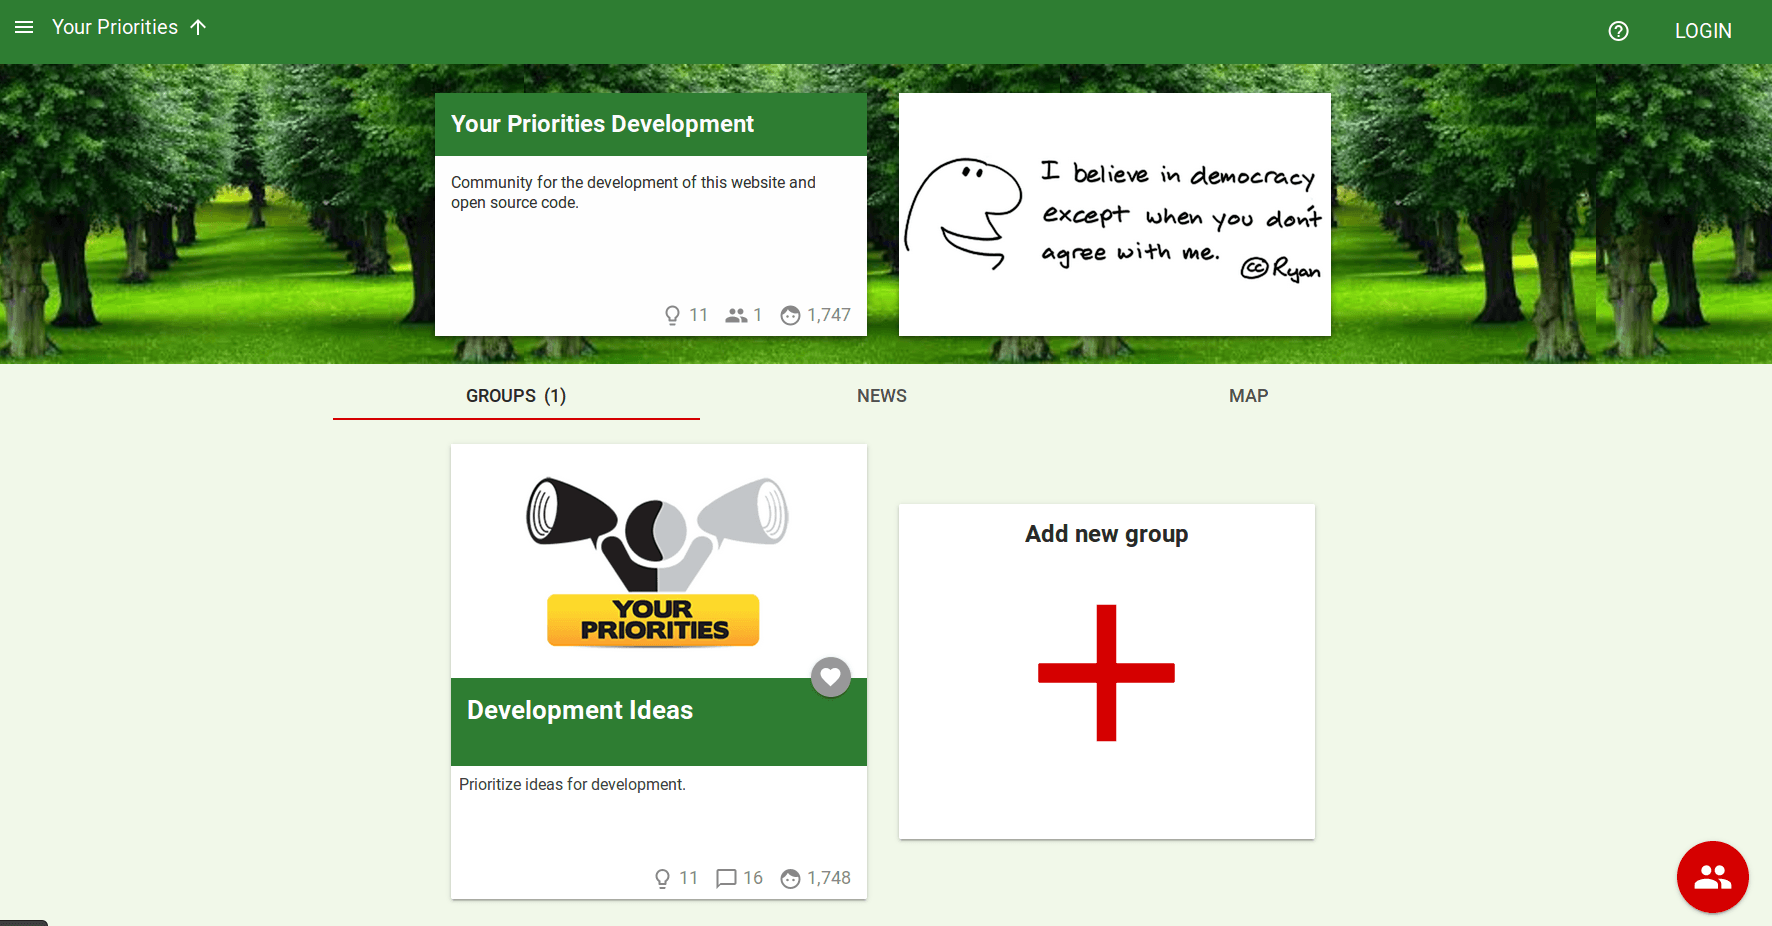 Your Priorities
LOGIN
Your Priorities Development
Community for the development of this website and
open source code.
11 1 1,747
I believe in democracy
except when you don't
agree with me.
cc Ryan
GROUPS (1) NEWS MAP
YOUR
PRIORITIES
Development Ideas
Prioritize ideas for development.
11 16 1,748
Add new group